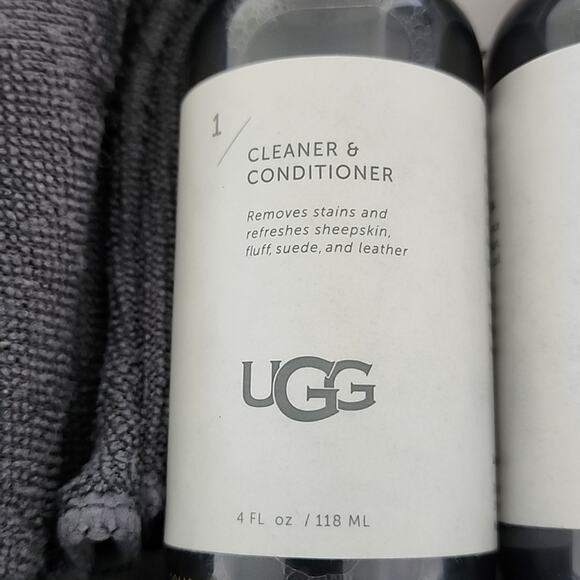 1/
CLEANER &
CONDITIONER
Removes stains and
refreshes sheepskin,
fluff, suede, and leather
UGG
4 FL oz / 118 ML